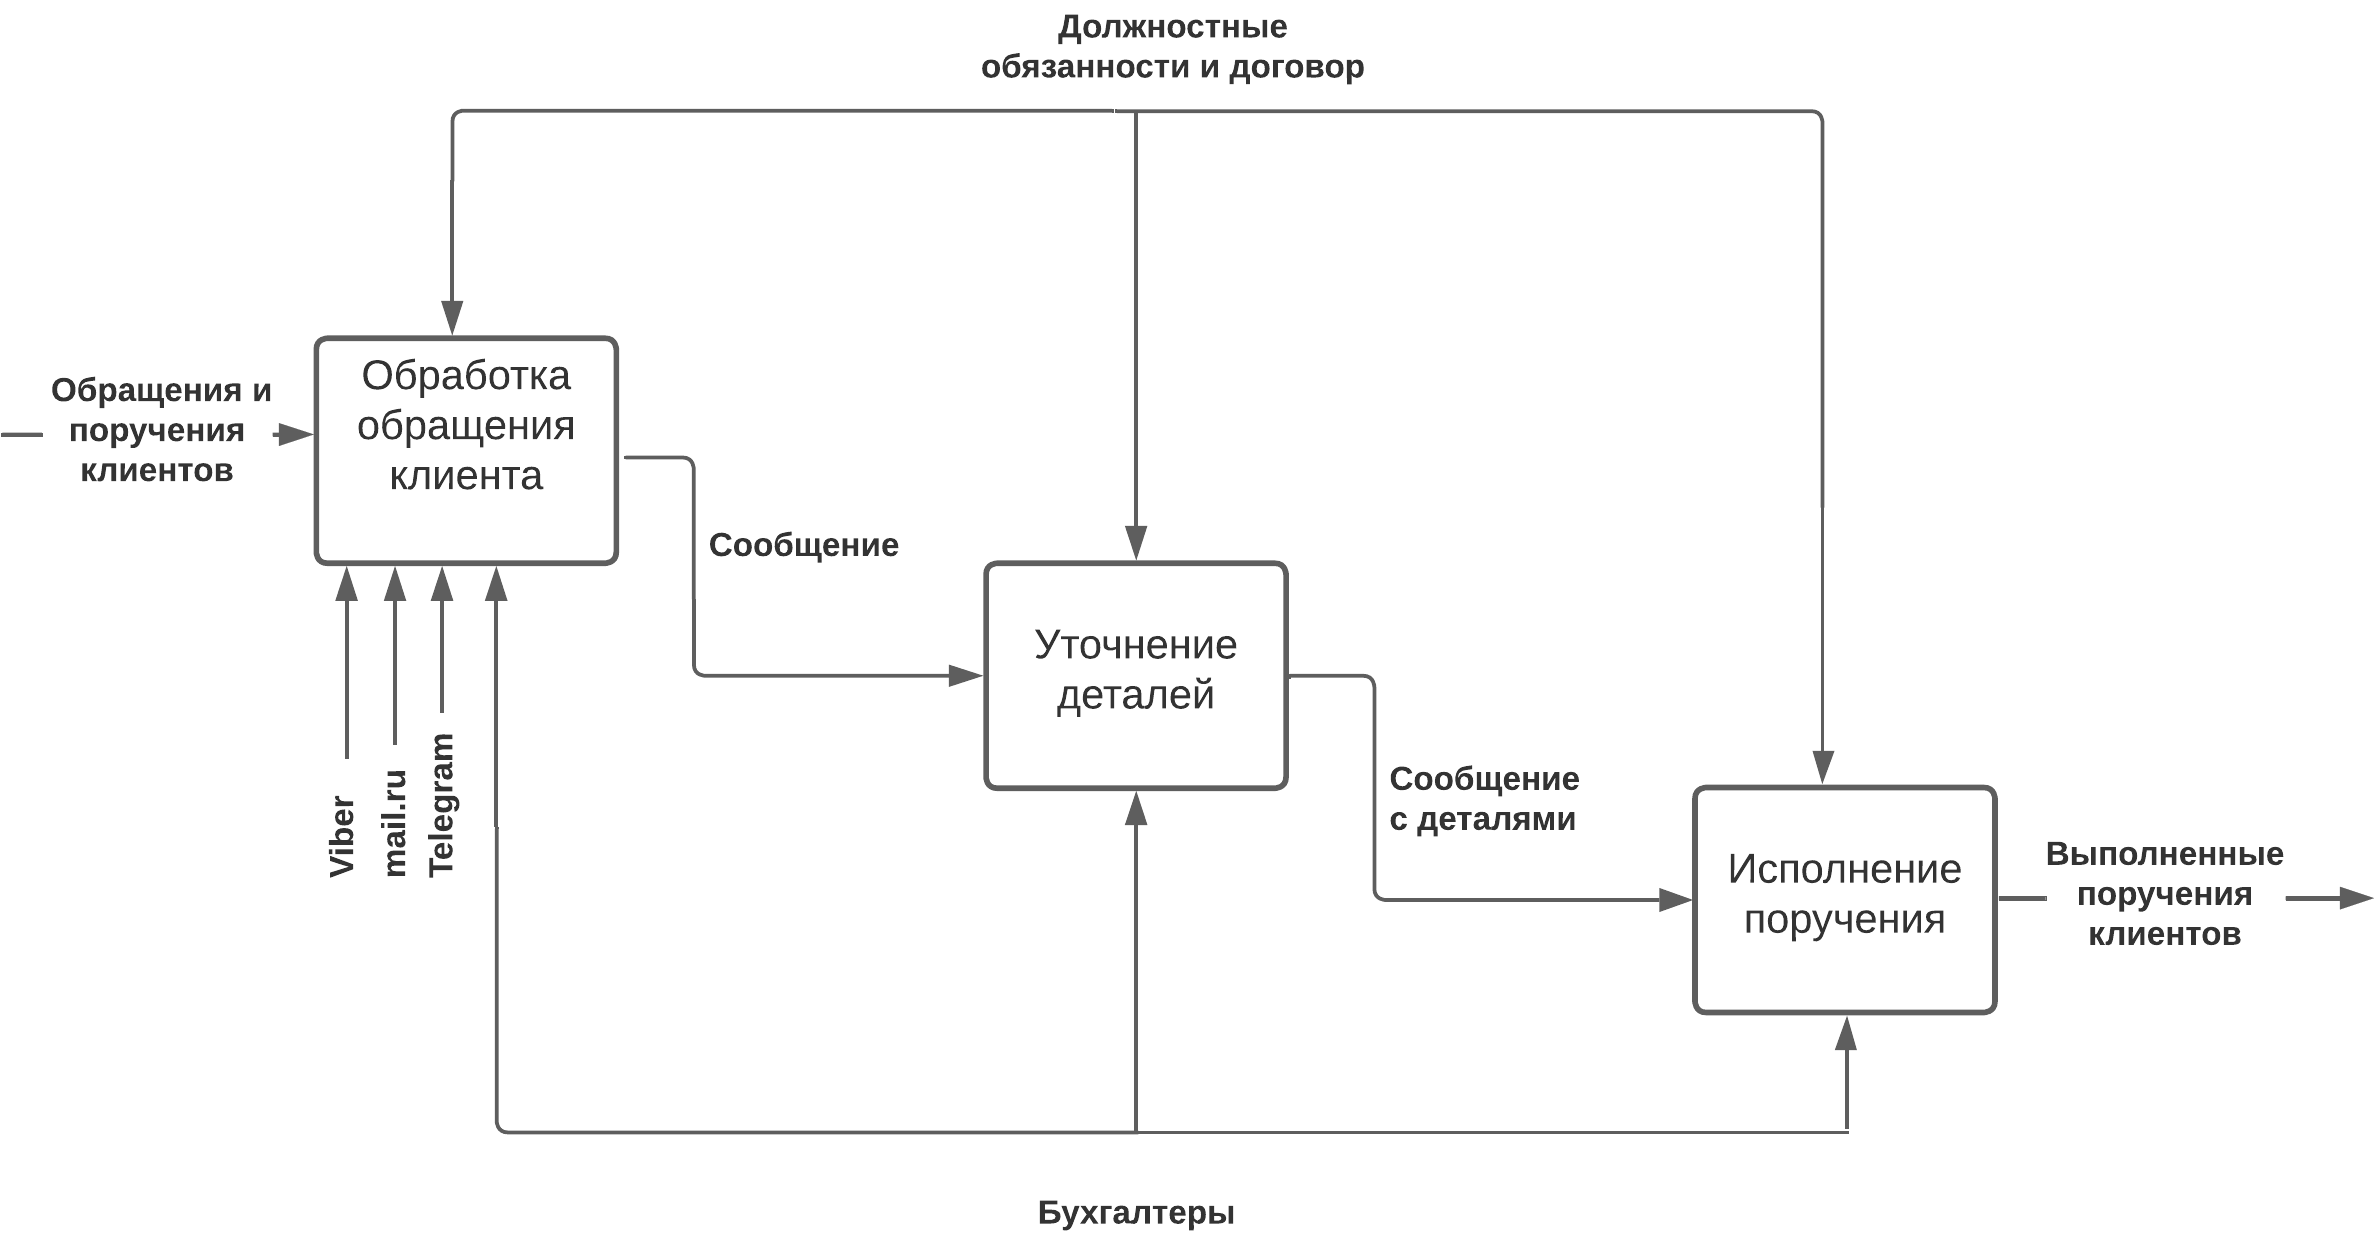 Должностные
обязанности и договор
Обращения и
поручения
клиентов
Обработка
обращения
клиента
Сообщение
Уточнение
деталей
Сообщение
с деталями
Исполнение
поручения
Выполненные
поручения
клиентов
Viber
mail.ru
Telegram
Бухгалтеры